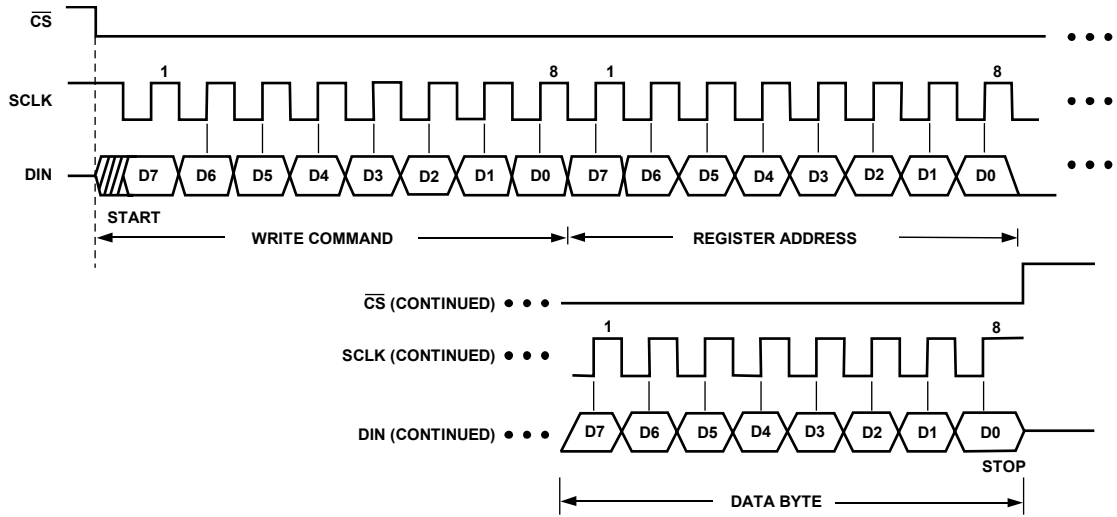 CS
1 8 1 8
SCLK
DIN D7 D6 D5 D4 D3 D2 D1 D0 D7 D6 D5 D4 D3 D2 D1 D0
START
WRITE COMMAND REGISTER ADDRESS
CS (CONTINUED)
1 8
SCLK (CONTINUED)
DIN (CONTINUED) D7 D6 D5 D4 D3 D2 D1 D0
STOP
DATA BYTE